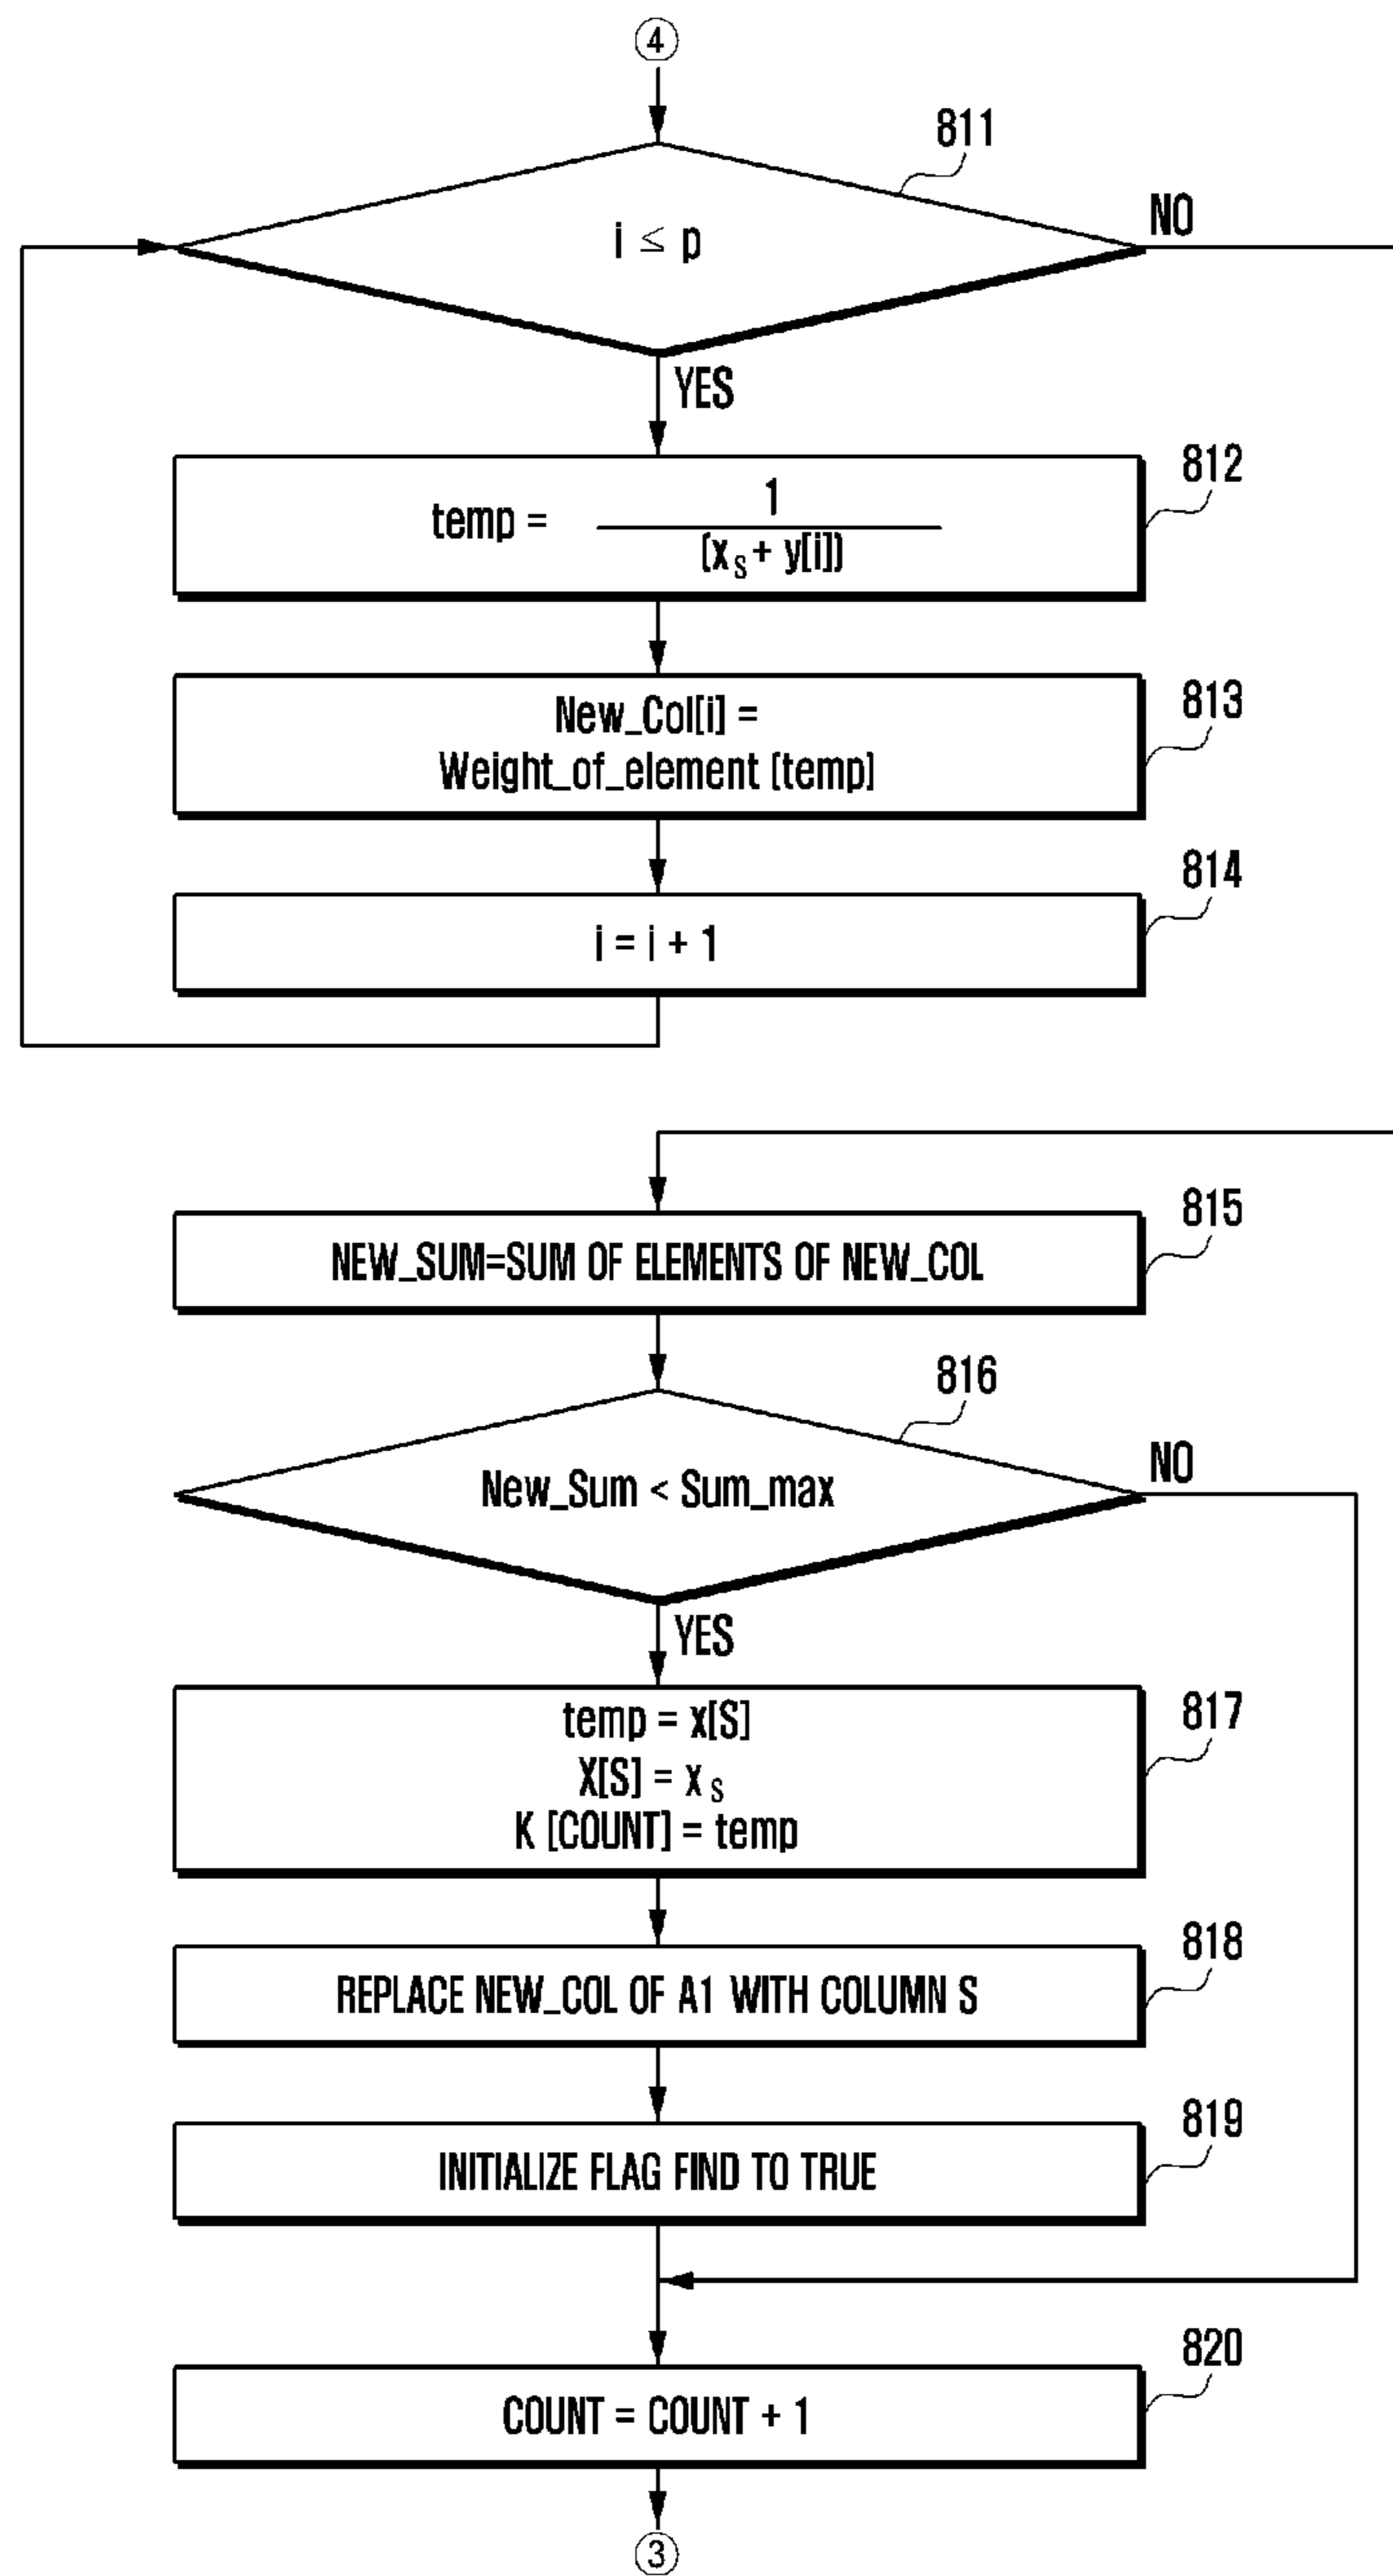 4
811
i ≤ p
NO
YES
812
temp = 1
(xs + y[i])
813
New_Col[i] =
Weight_of_element (temp)
814
i = i + 1
815
NEW_SUM=SUM OF ELEMENTS OF NEW_COL
816
New_Sum < Sum_max
NO
YES
817
temp = x[S]
X[S] = xs
K [COUNT] = temp
818
REPLACE NEW_COL OF A1 WITH COLUMN S
819
INITIALIZE FLAG FIND TO TRUE
820
COUNT = COUNT + 1
3